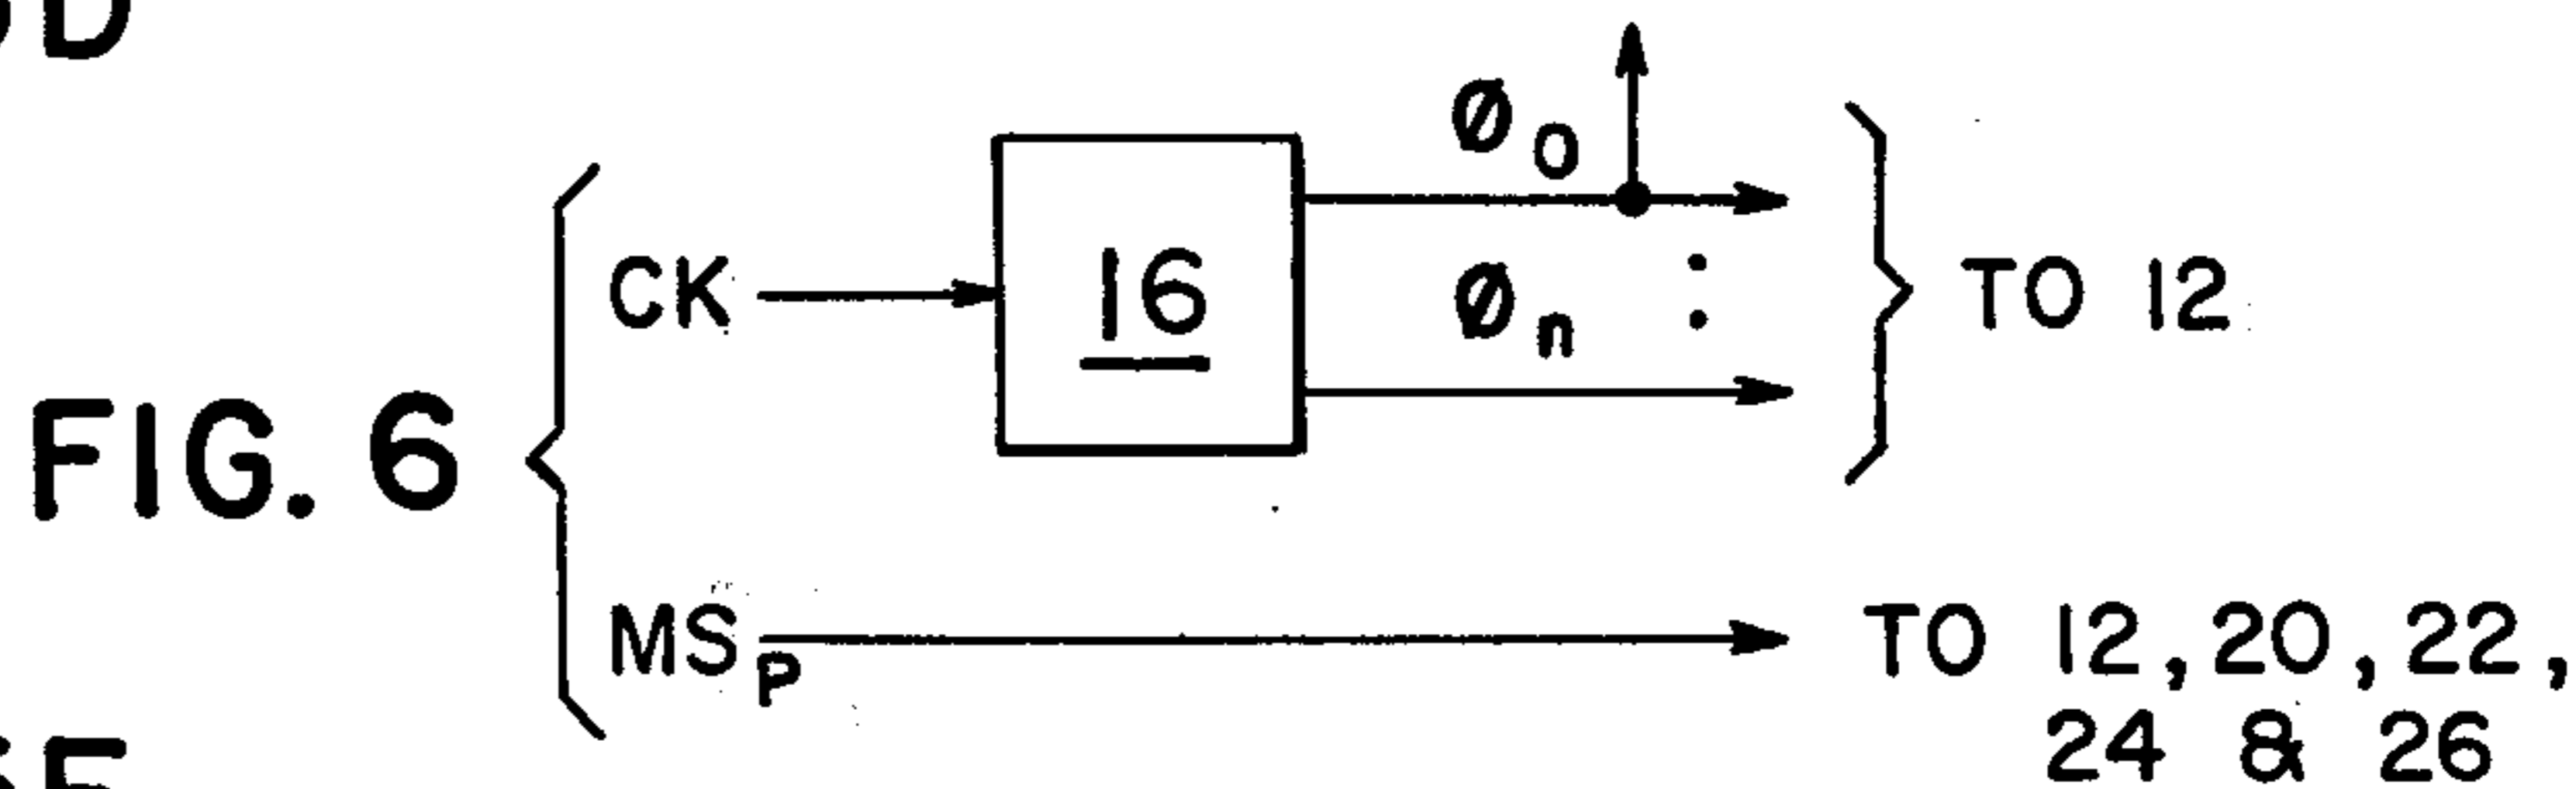 Ø0
CK
16
Øn :
TO 12
FIG. 6
MSP
TO 12, 20, 22,
24 & 26